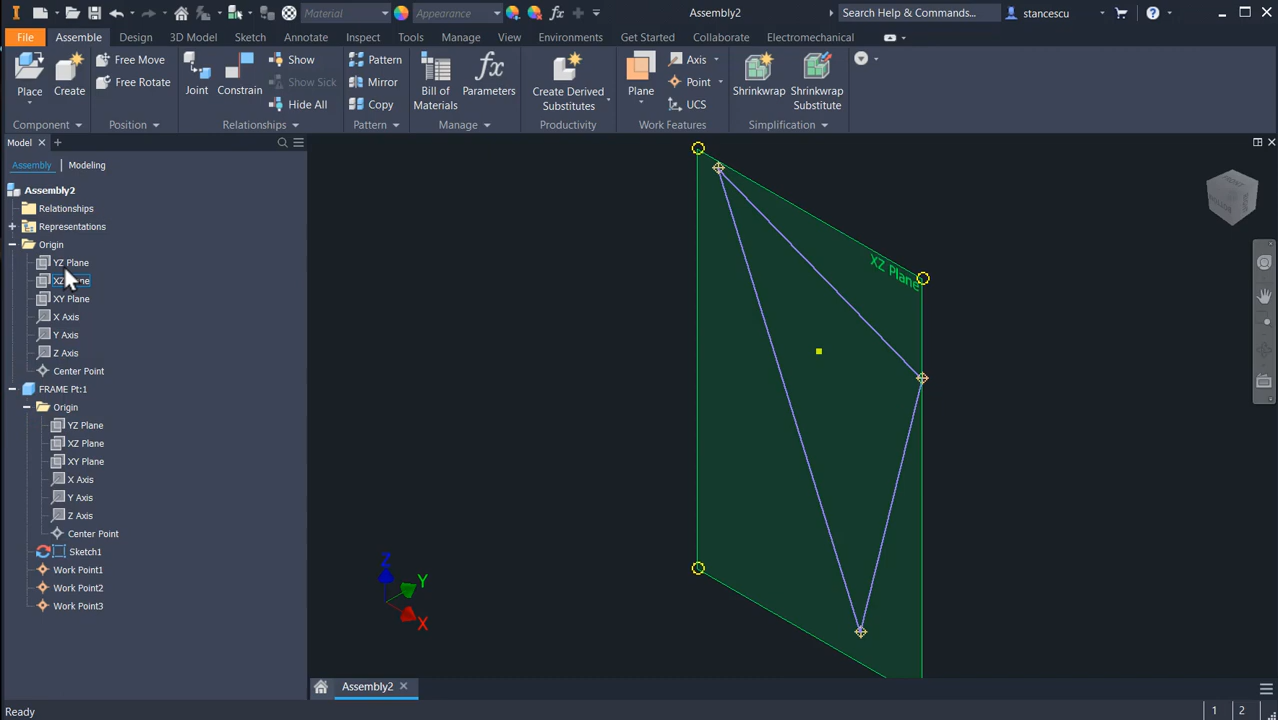 Material
Appearance
Assembly2
Search Help & Commands...
stancescu
File
Assemble
Design
3D Model
Sketch
Annotate
Inspect
Tools
Manage
View
Environments
Get Started
Collaborate
Electromechanical
Place
Create
Free Move
Free Rotate
Joint
Constrain
Show
Show Sick
Hide All
Pattern
Mirror
Copy
Bill of
Materials
Parameters
Create Derived
Substitutes
Plane
Axis
Point
UCS
Shrinkwrap
Shrinkwrap
Substitute
Component
Position
Relationships
Pattern
Manage
Productivity
Work Features
Simplification
Model
Assembly
Modeling
Assembly2
Relationships
Representations
Origin
YZ Plane
XZ Plane
XY Plane
X Axis
Y Axis
Z Axis
Center Point
FRAME Pt:1
Origin
YZ Plane
XZ Plane
XY Plane
X Axis
Y Axis
Z Axis
Center Point
Sketch1
Work Point1
Work Point2
Work Point3
XZ Plane
Z
Y
X
Assembly2
Ready
1
2